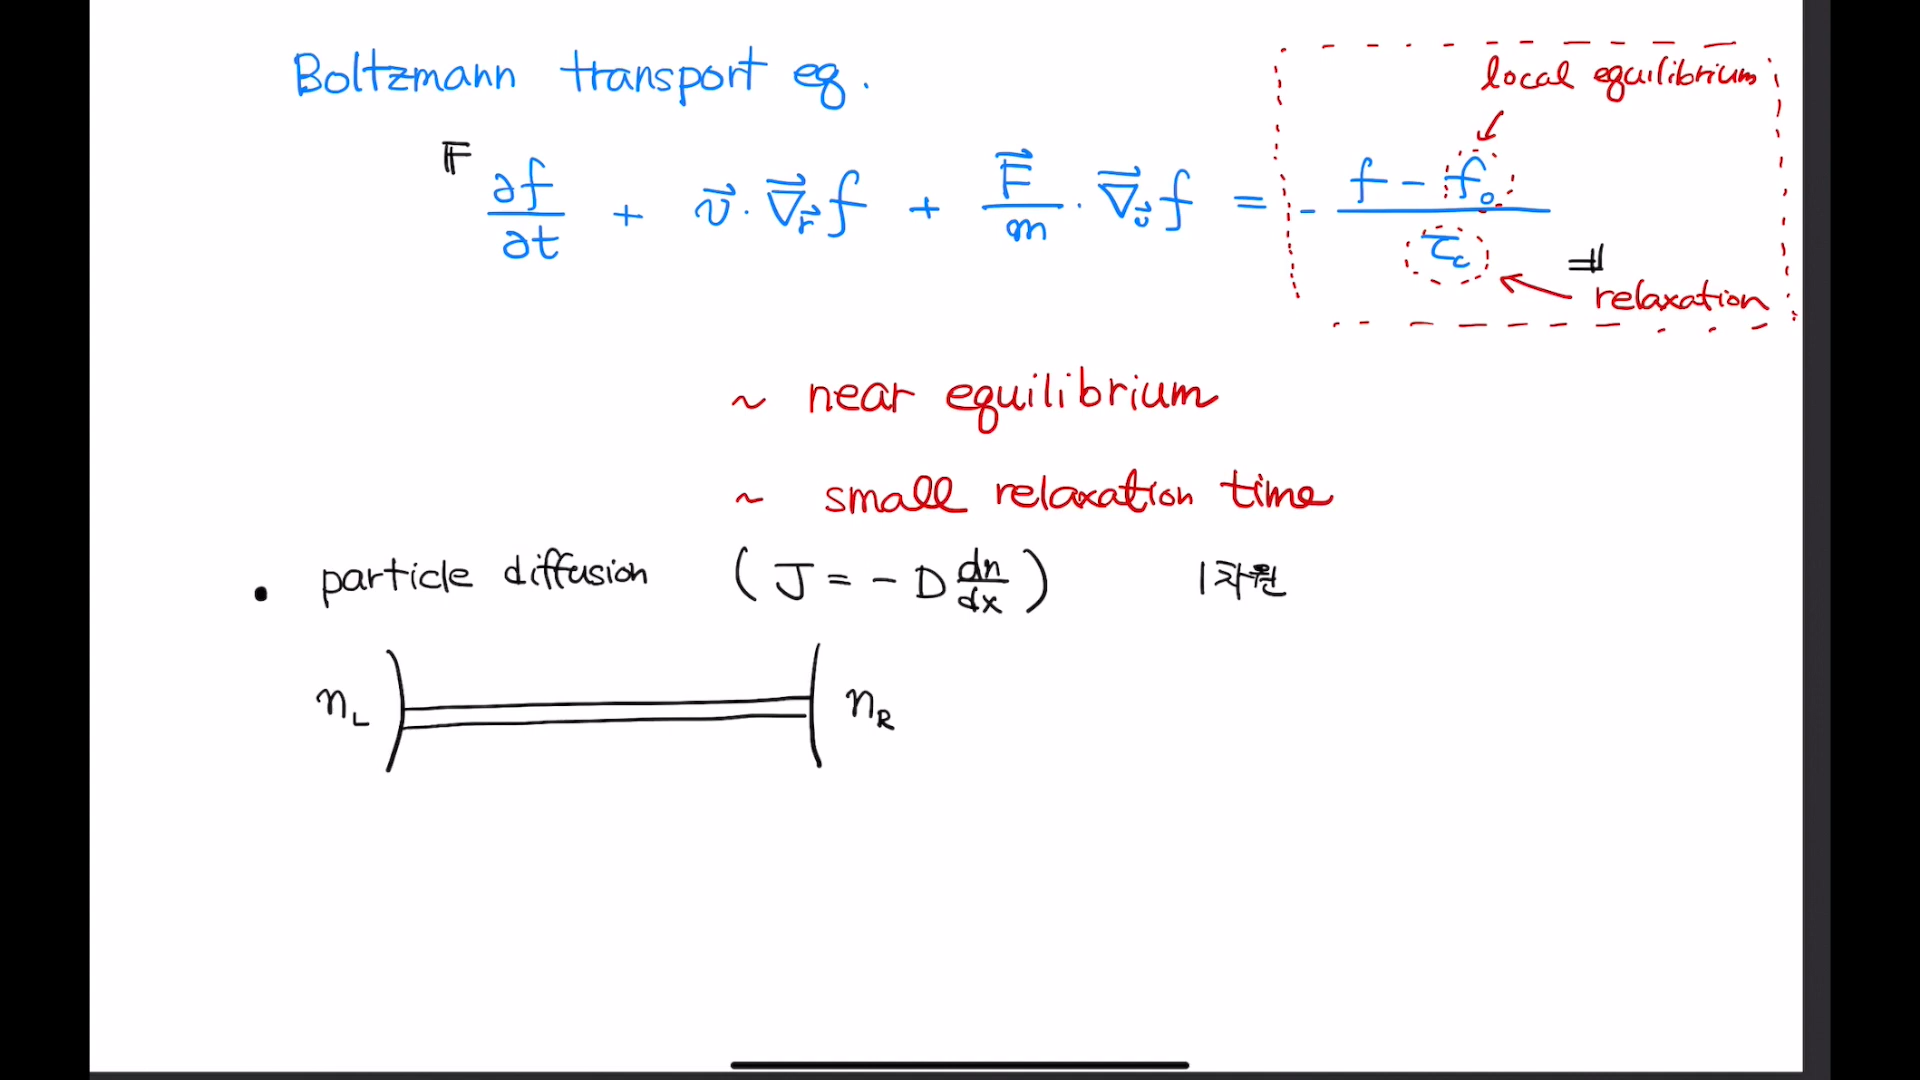 Boltzmann transport eq.
local equilibrium
∂f/∂t + v⃗·∇⃗_r⃗ f + F⃗/m · ∇⃗_v⃗ f = - (f - f₀)/τ_c
relaxation
~ near equilibrium
~ small relaxation time
• particle diffusion (J = - D dn/dx) 1차원
n_L n_R